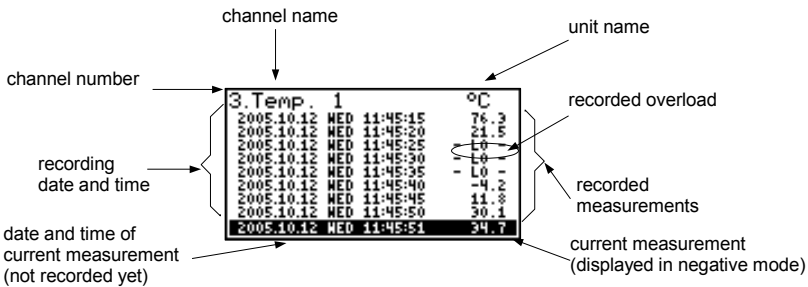 channel name
unit name
channel number
recorded overload
3.Temp. 1 °C
2005.10.12 WED 11:45:15 76.3
2005.10.12 WED 11:45:20 21.5
2005.10.12 WED 11:45:25 - LO -
2005.10.12 WED 11:45:30 - LO -
2005.10.12 WED 11:45:35 - LO -
2005.10.12 WED 11:45:40 -4.2
2005.10.12 WED 11:45:45 11.8
2005.10.12 WED 11:45:50 30.1
2005.10.12 WED 11:45:51 34.7
recording
date and time
recorded
measurements
date and time of
current measurement
(not recorded yet)
current measurement
(displayed in negative mode)